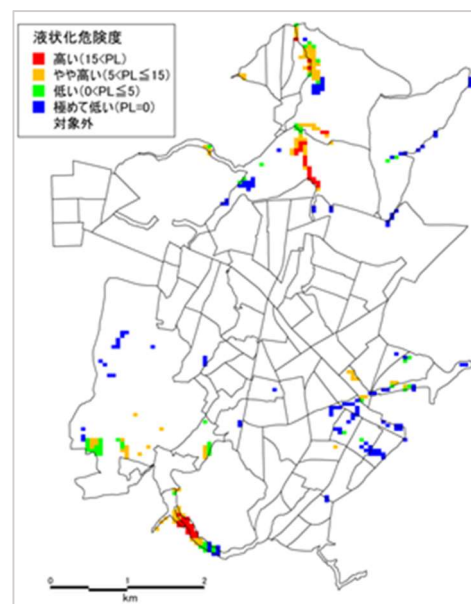 液状化危険度
高い(15<PL)
やや高い(5<PL≦15)
低い(0<PL≦5)
極めて低い(PL=0)
対象外
0 1 2
km